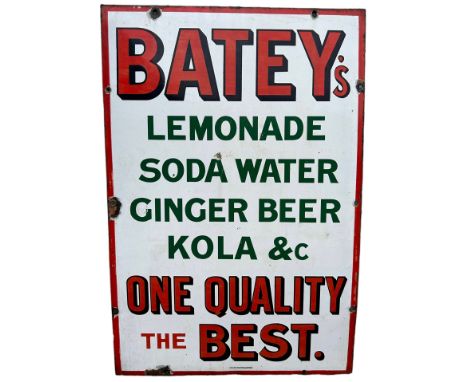 BATEY'S
LEMONADE
SODA WATER
GINGER BEER
KOLA &c
ONE QUALITY
THE BEST.